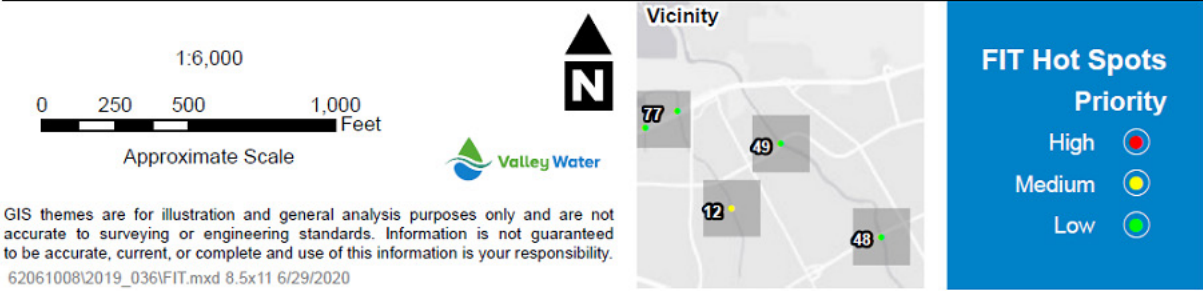 1:6,000
0 250 500 1,000
Feet
Approximate Scale
N
Valley Water
GIS themes are for illustration and general analysis purposes only and are not
accurate to surveying or engineering standards. Information is not guaranteed
to be accurate, current, or complete and use of this information is your responsibility.
62061008\2019_036\FIT.mxd 8.5x11 6/29/2020
Vicinity
77
49
12
48
FIT Hot Spots
Priority
High
Medium
Low